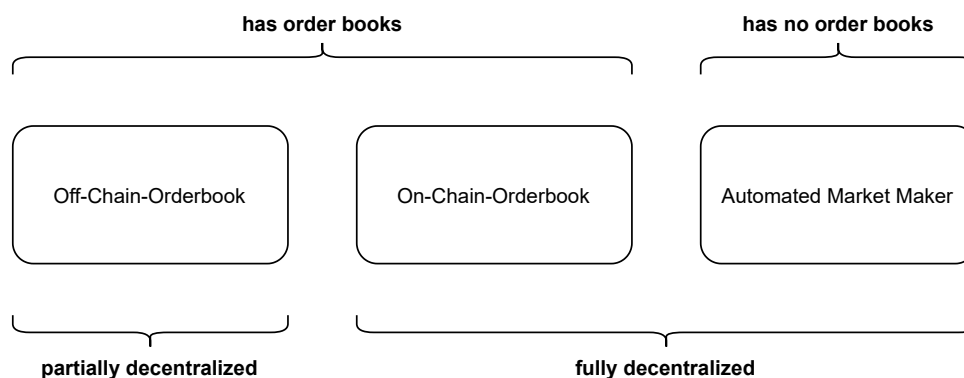 has order books
has no order books
Off-Chain-Orderbook
On-Chain-Orderbook
Automated Market Maker
partially decentralized
fully decentralized